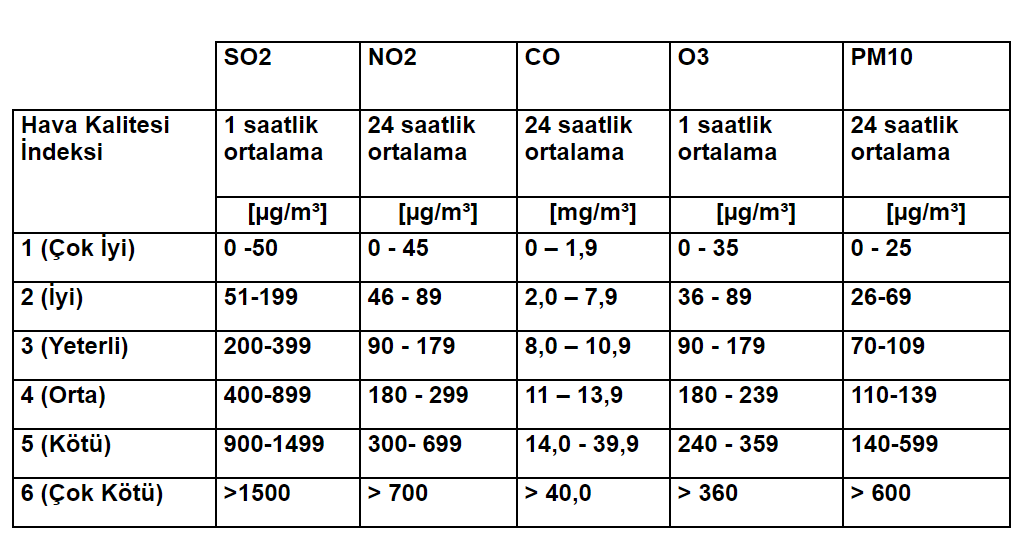 SO2 NO2 CO O3 PM10
Hava Kalitesi 1 saatlik 24 saatlik 24 saatlik 1 saatlik 24 saatlik
İndeksi ortalama ortalama ortalama ortalama ortalama
[µg/m³] [µg/m³] [mg/m³] [µg/m³] [µg/m³]
1 (Çok İyi) 0 -50 0 - 45 0 – 1,9 0 - 35 0 - 25
2 (İyi) 51-199 46 - 89 2,0 – 7,9 36 - 89 26-69
3 (Yeterli) 200-399 90 - 179 8,0 – 10,9 90 - 179 70-109
4 (Orta) 400-899 180 - 299 11 – 13,9 180 - 239 110-139
5 (Kötü) 900-1499 300- 699 14,0 - 39,9 240 - 359 140-599
6 (Çok Kötü) >1500 > 700 > 40,0 > 360 > 600